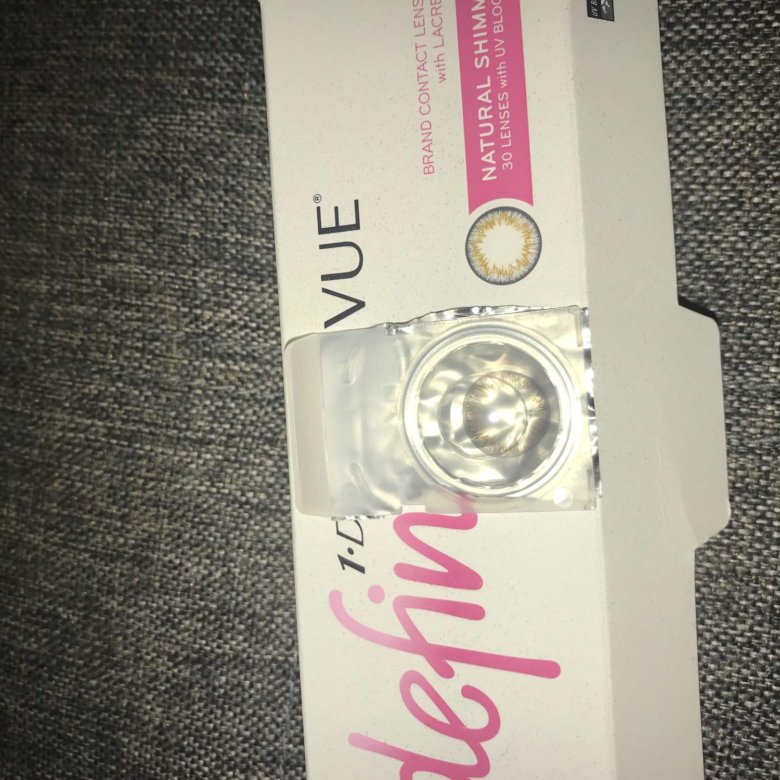 BRAND CONTACT LENS
with LACRE
NATURAL SHIMM
30 LENSES with UV BLOC
1·D VUE®
defin